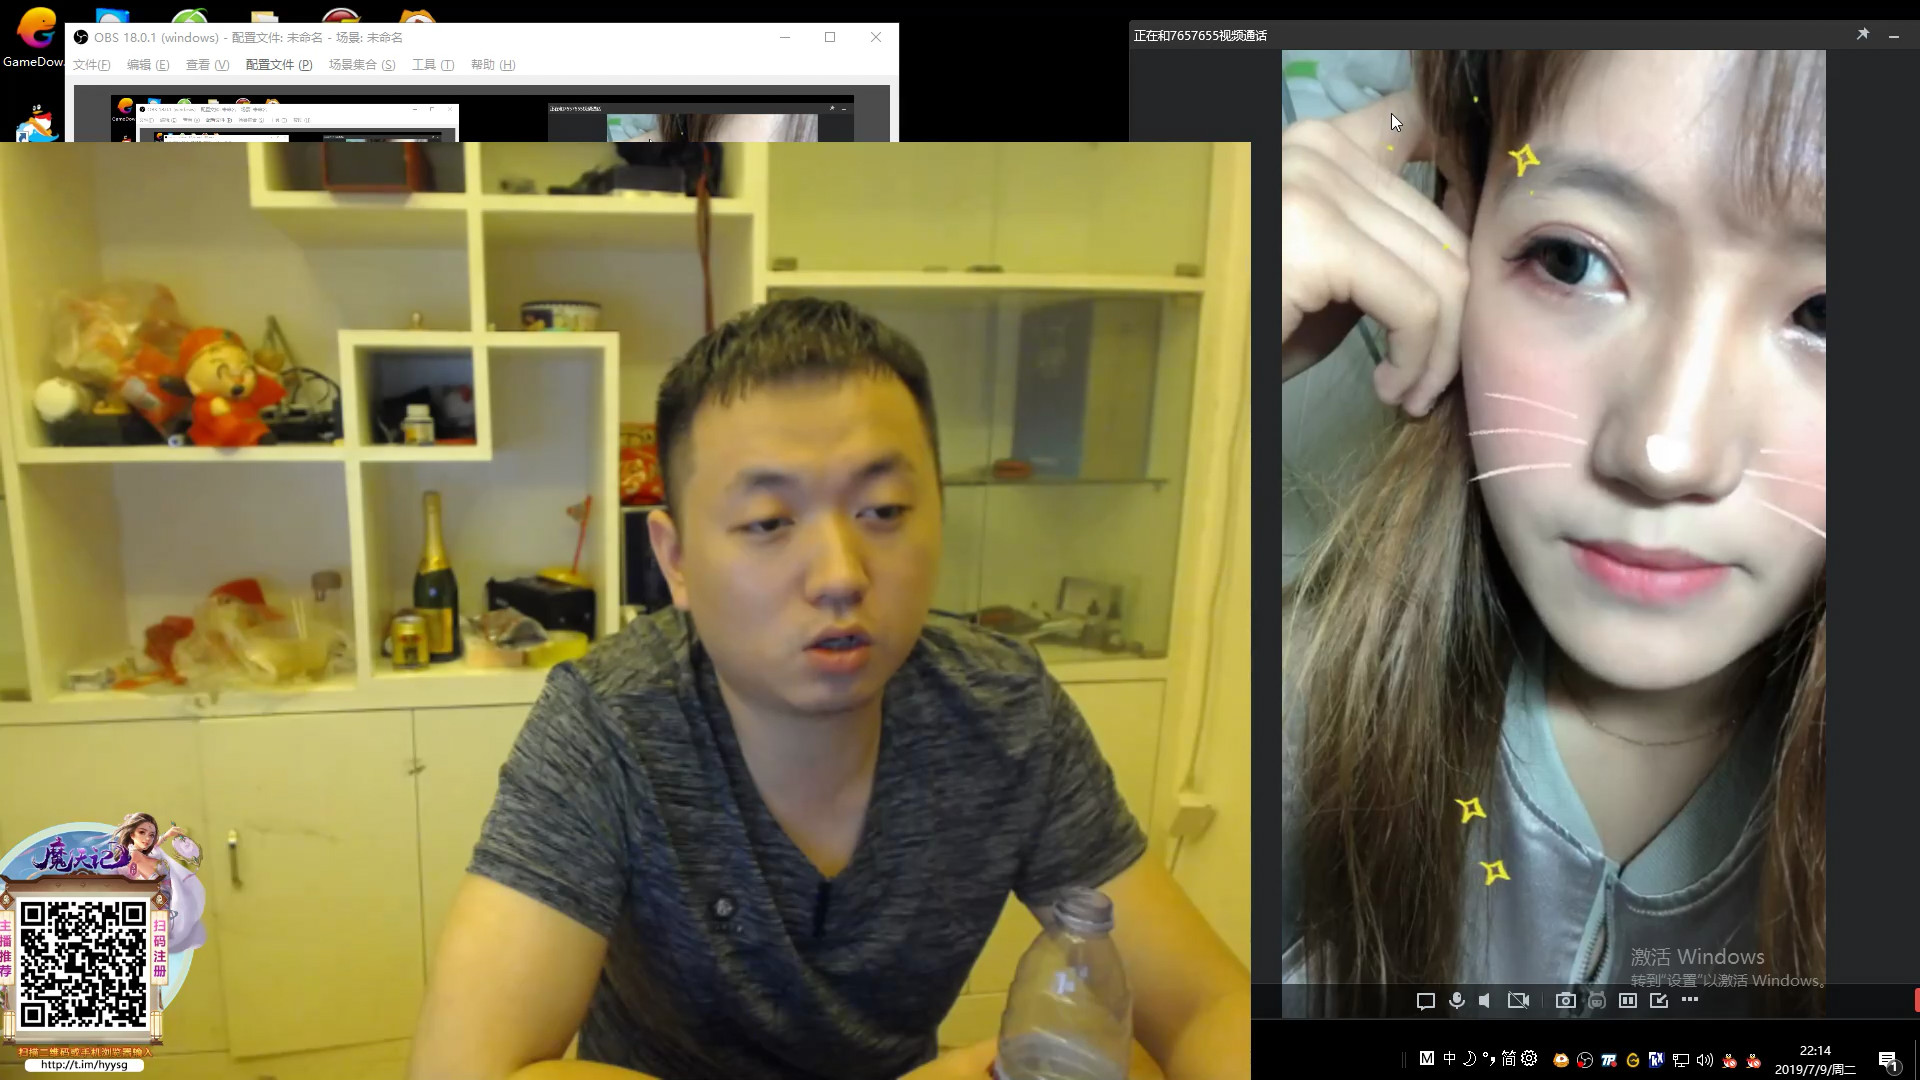 GameDow..
OBS 18.0.1 (windows) - 配置文件: 未命名 - 场景: 未命名
文件(F) 编辑 (E) 查看 (V) 配置文件 (P) 场景集合 (S) 工具 (T) 帮助 (H)
正在和7657655视频通话
魔天记
主播推荐
扫码注册
扫描二维码或手机浏览器输入
http://t.im/hyysg
激活 Windows
转到"设置"以激活 Windows。
M 中 简
22:14
2019/7/9/周二
1